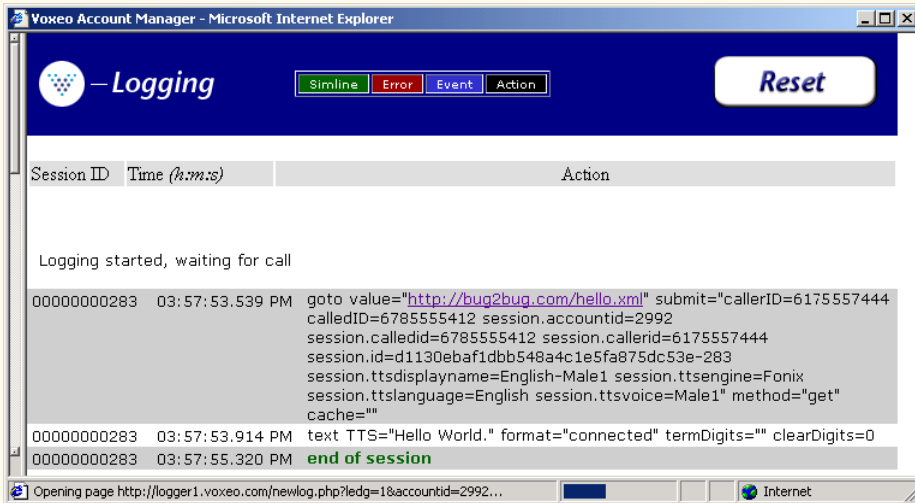 Voxeo Account Manager - Microsoft Internet Explorer
Logging
Simline Error Event Action
Reset
Session ID Time (h:m:s) Action
Logging started, waiting for call
00000000283 03:57:53.539 PM goto value="http://bug2bug.com/hello.xml" submit="callerID=6175557444
calledID=6785555412 session.accountid=2992
session.calledid=6785555412 session.callerid=6175557444
session.id=d1130ebaf1dbb548a4c1e5fa875dc53e-283
session.ttsdisplayname=English-Male1 session.ttsengine=Fonix
session.ttslanguage=English session.ttsvoice=Male1" method="get"
cache=""
00000000283 03:57:53.914 PM text TTS="Hello World." format="connected" termDigits="" clearDigits=0
00000000283 03:57:55.320 PM end of session
Opening page http://logger1.voxeo.com/newlog.php?ledg=1&accountid=2992... Internet